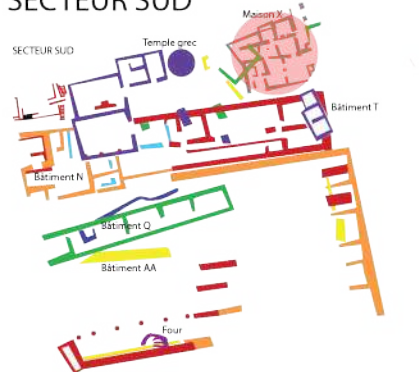 SECTEUR SUD
Maison X
Temple grec
SECTEUR SUD
Bâtiment T
Bâtiment N
Bâtiment Q
Bâtiment AA
Four